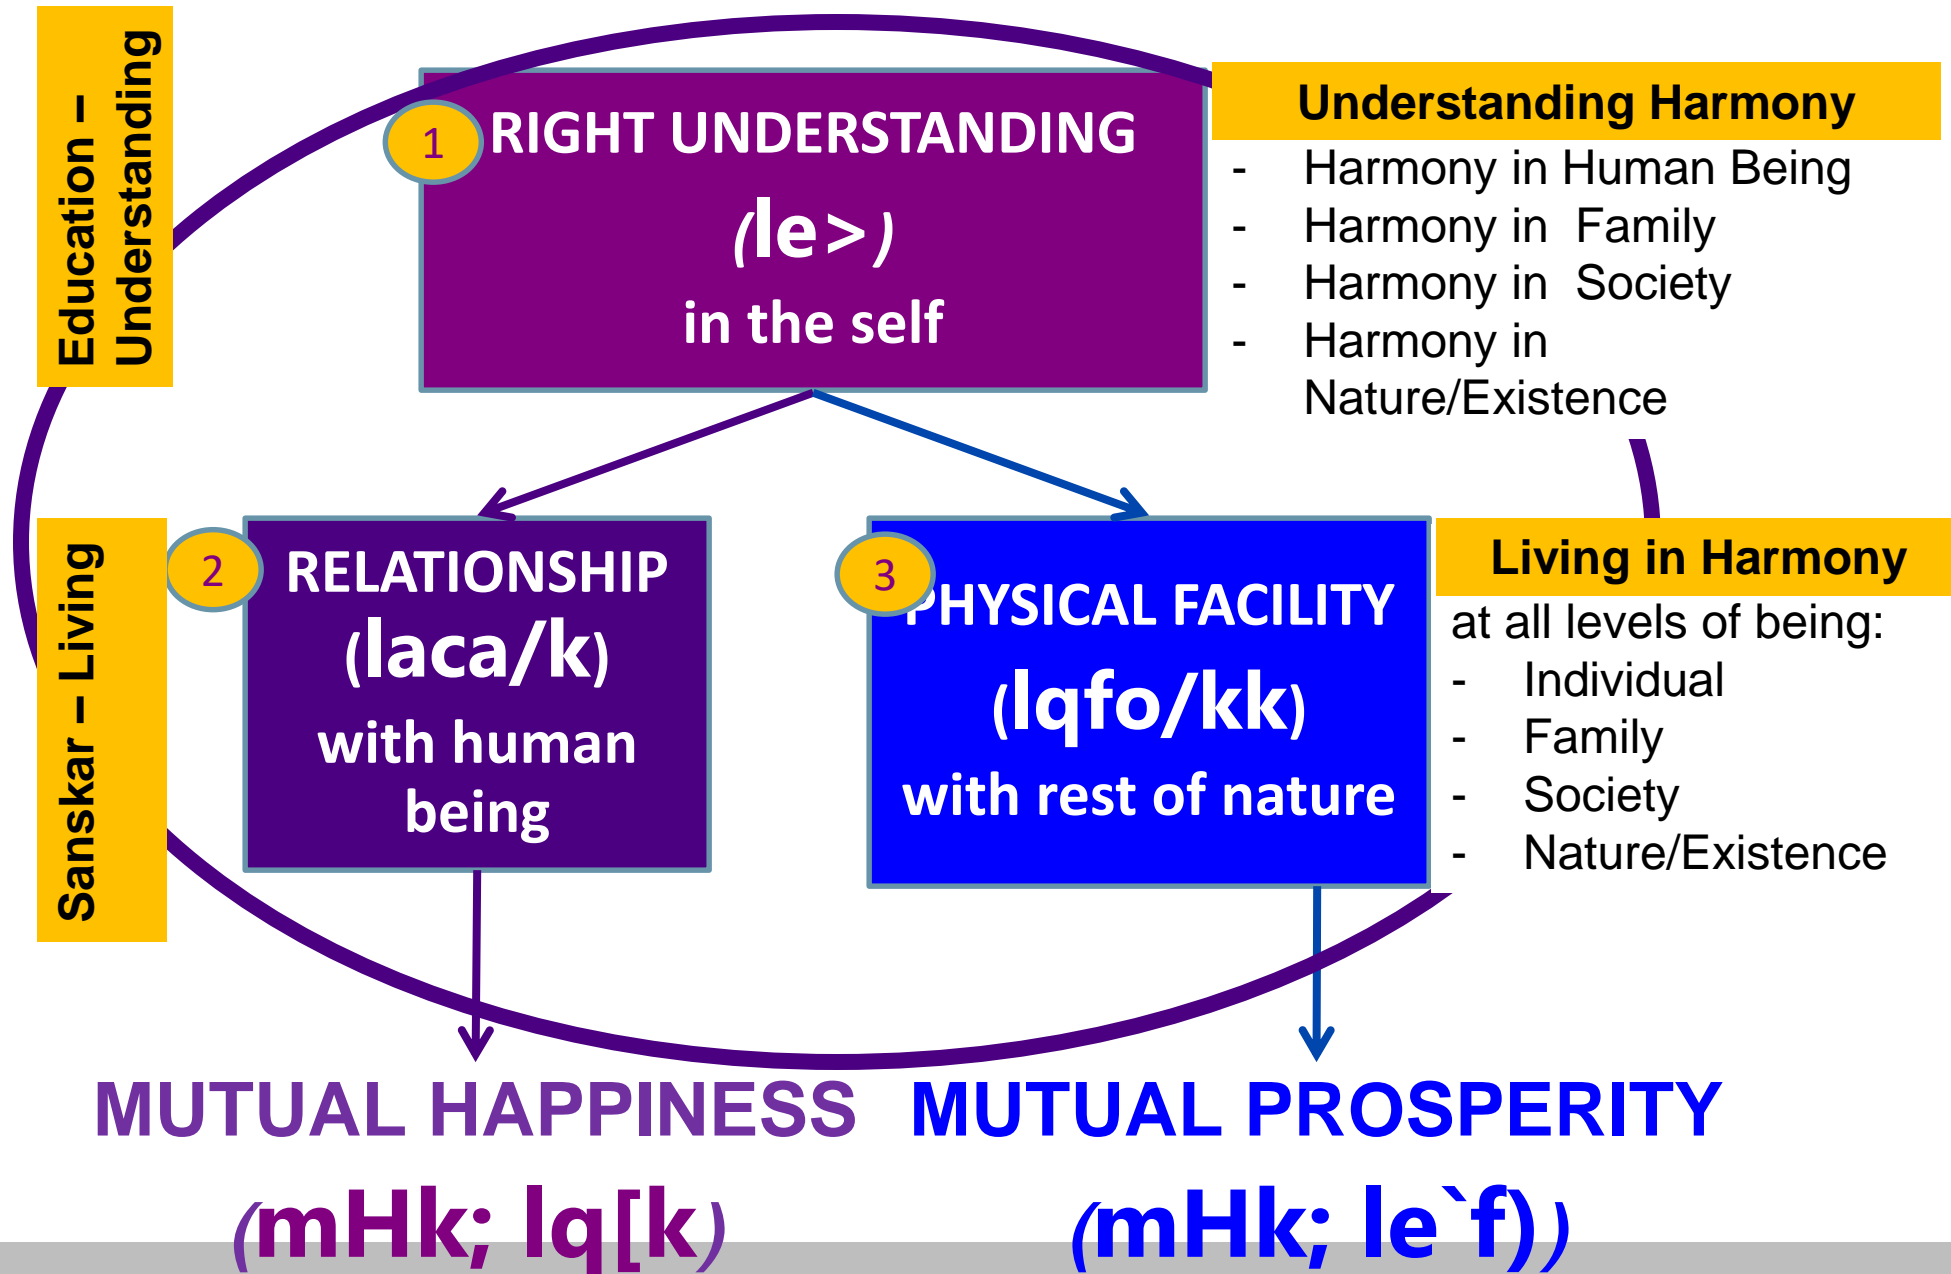 Education –
Understanding
1
RIGHT UNDERSTANDING
(le>)
in the self
Understanding Harmony
- Harmony in Human Being
- Harmony in Family
- Harmony in Society
- Harmony in
Nature/Existence
Sanskar – Living
2
RELATIONSHIP
(laca/k)
with human
being
3
PHYSICAL FACILITY
(lqfo/kk)
with rest of nature
Living in Harmony
at all levels of being:
- Individual
- Family
- Society
- Nature/Existence
MUTUAL HAPPINESS
(mHk; lq[k)
MUTUAL PROSPERITY
(mHk; le`f))